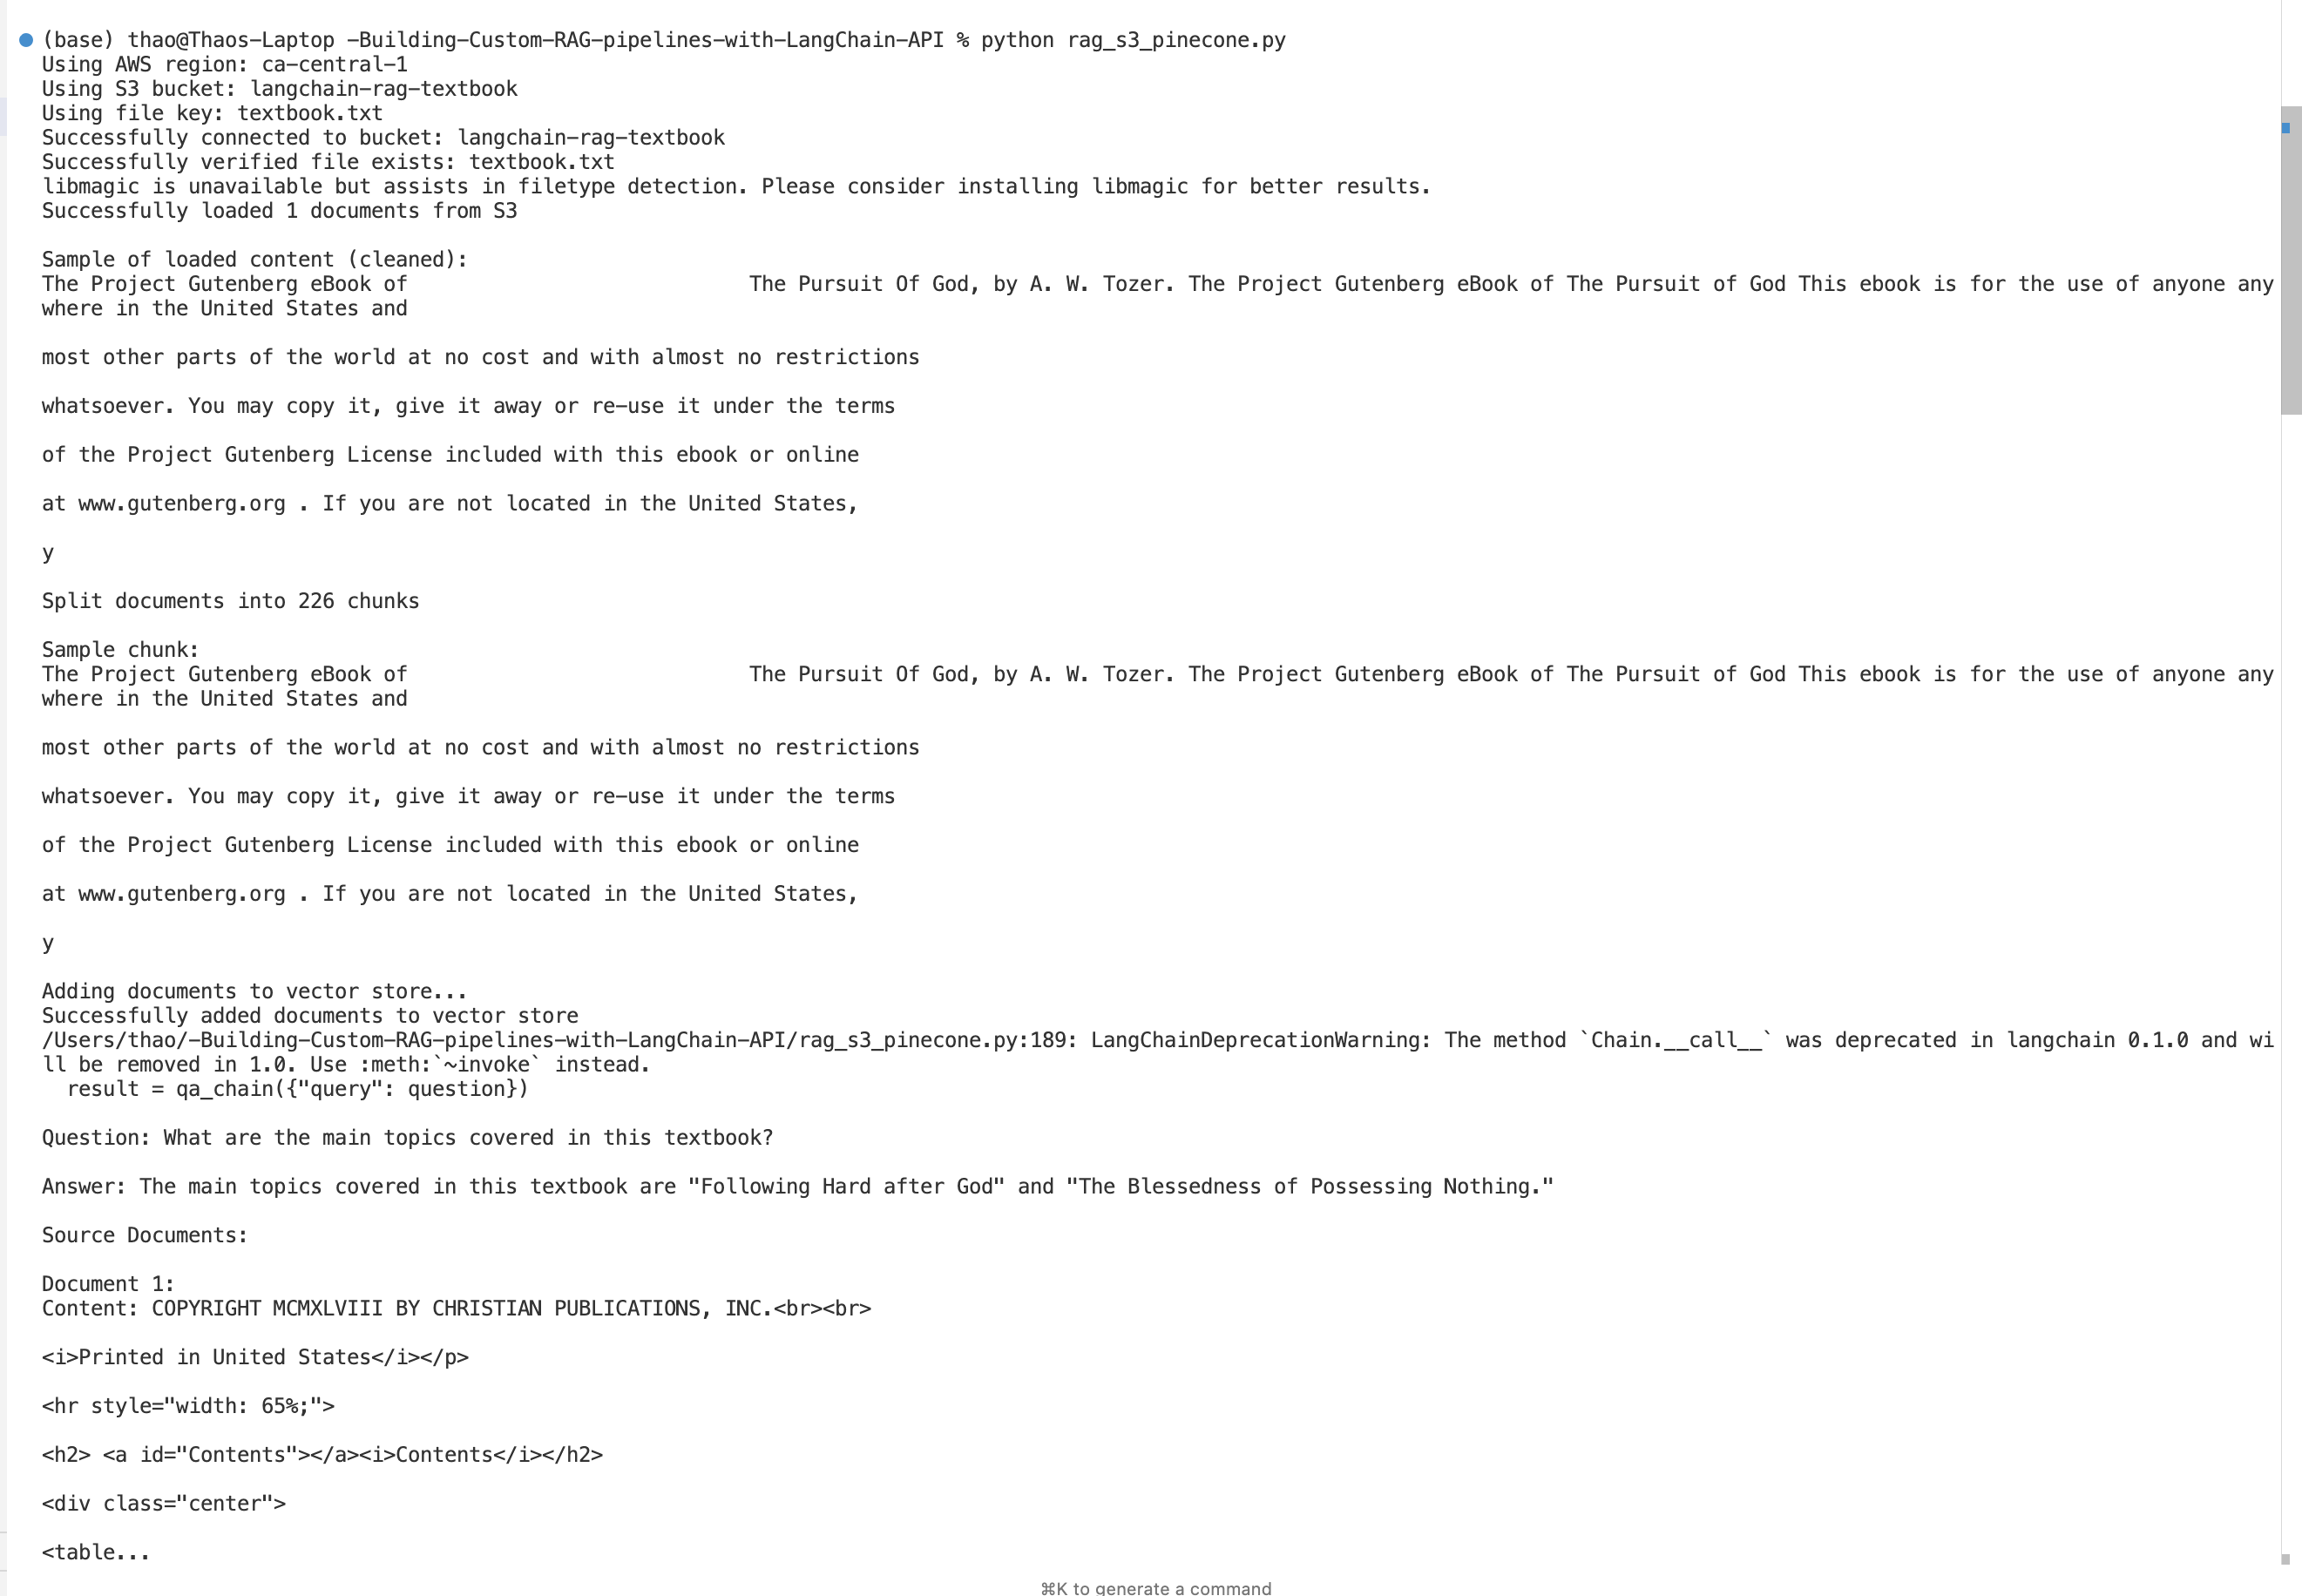 (base) thao@Thaos-Laptop -Building-Custom-RAG-pipelines-with-LangChain-API % python rag_s3_pinecone.py
Using AWS region: ca-central-1
Using S3 bucket: langchain-rag-textbook
Using file key: textbook.txt
Successfully connected to bucket: langchain-rag-textbook
Successfully verified file exists: textbook.txt
libmagic is unavailable but assists in filetype detection. Please consider installing libmagic for better results.
Successfully loaded 1 documents from S3
Sample of loaded content (cleaned):
The Project Gutenberg eBook of                            The Pursuit Of God, by A. W. Tozer. The Project Gutenberg eBook of The Pursuit of God This ebook is for the use of anyone any
where in the United States and
most other parts of the world at no cost and with almost no restrictions
whatsoever. You may copy it, give it away or re-use it under the terms
of the Project Gutenberg License included with this ebook or online
at www.gutenberg.org . If you are not located in the United States,
y
Split documents into 226 chunks
Sample chunk:
The Project Gutenberg eBook of                            The Pursuit Of God, by A. W. Tozer. The Project Gutenberg eBook of The Pursuit of God This ebook is for the use of anyone any
where in the United States and
most other parts of the world at no cost and with almost no restrictions
whatsoever. You may copy it, give it away or re-use it under the terms
of the Project Gutenberg License included with this ebook or online
at www.gutenberg.org . If you are not located in the United States,
y
Adding documents to vector store...
Successfully added documents to vector store
/Users/thao/-Building-Custom-RAG-pipelines-with-LangChain-API/rag_s3_pinecone.py:189: LangChainDeprecationWarning: The method `Chain.__call__` was deprecated in langchain 0.1.0 and wi
ll be removed in 1.0. Use :meth:`~invoke` instead.
  result = qa_chain({"query": question})
Question: What are the main topics covered in this textbook?
Answer: The main topics covered in this textbook are "Following Hard after God" and "The Blessedness of Possessing Nothing."
Source Documents:
Document 1:
Content: COPYRIGHT MCMXLVIII BY CHRISTIAN PUBLICATIONS, INC.<br><br>
<i>Printed in United States</i></p>
<hr style="width: 65%;">
<h2> <a id="Contents"></a><i>Contents</i></h2>
<div class="center">
<table...
⌘K to generate a command